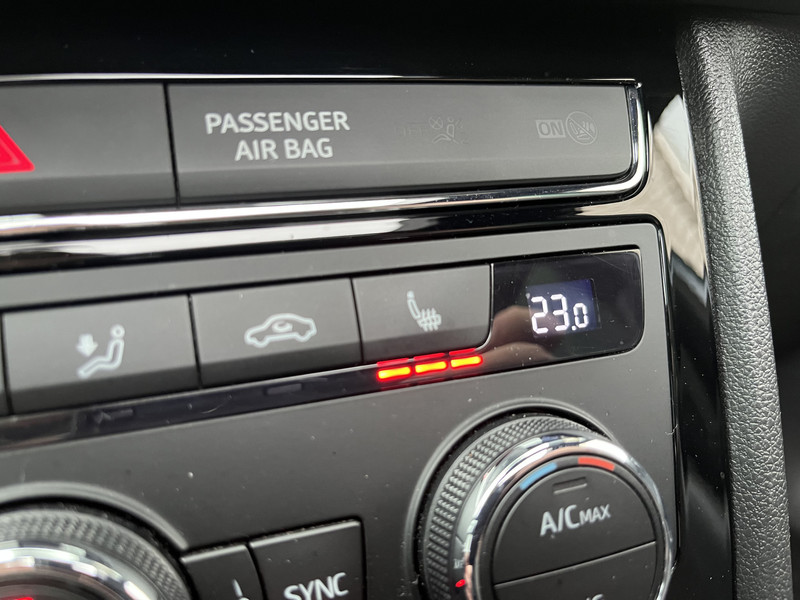 PASSENGER
AIR BAG
ON
23.0
A/C MAX
SYNC